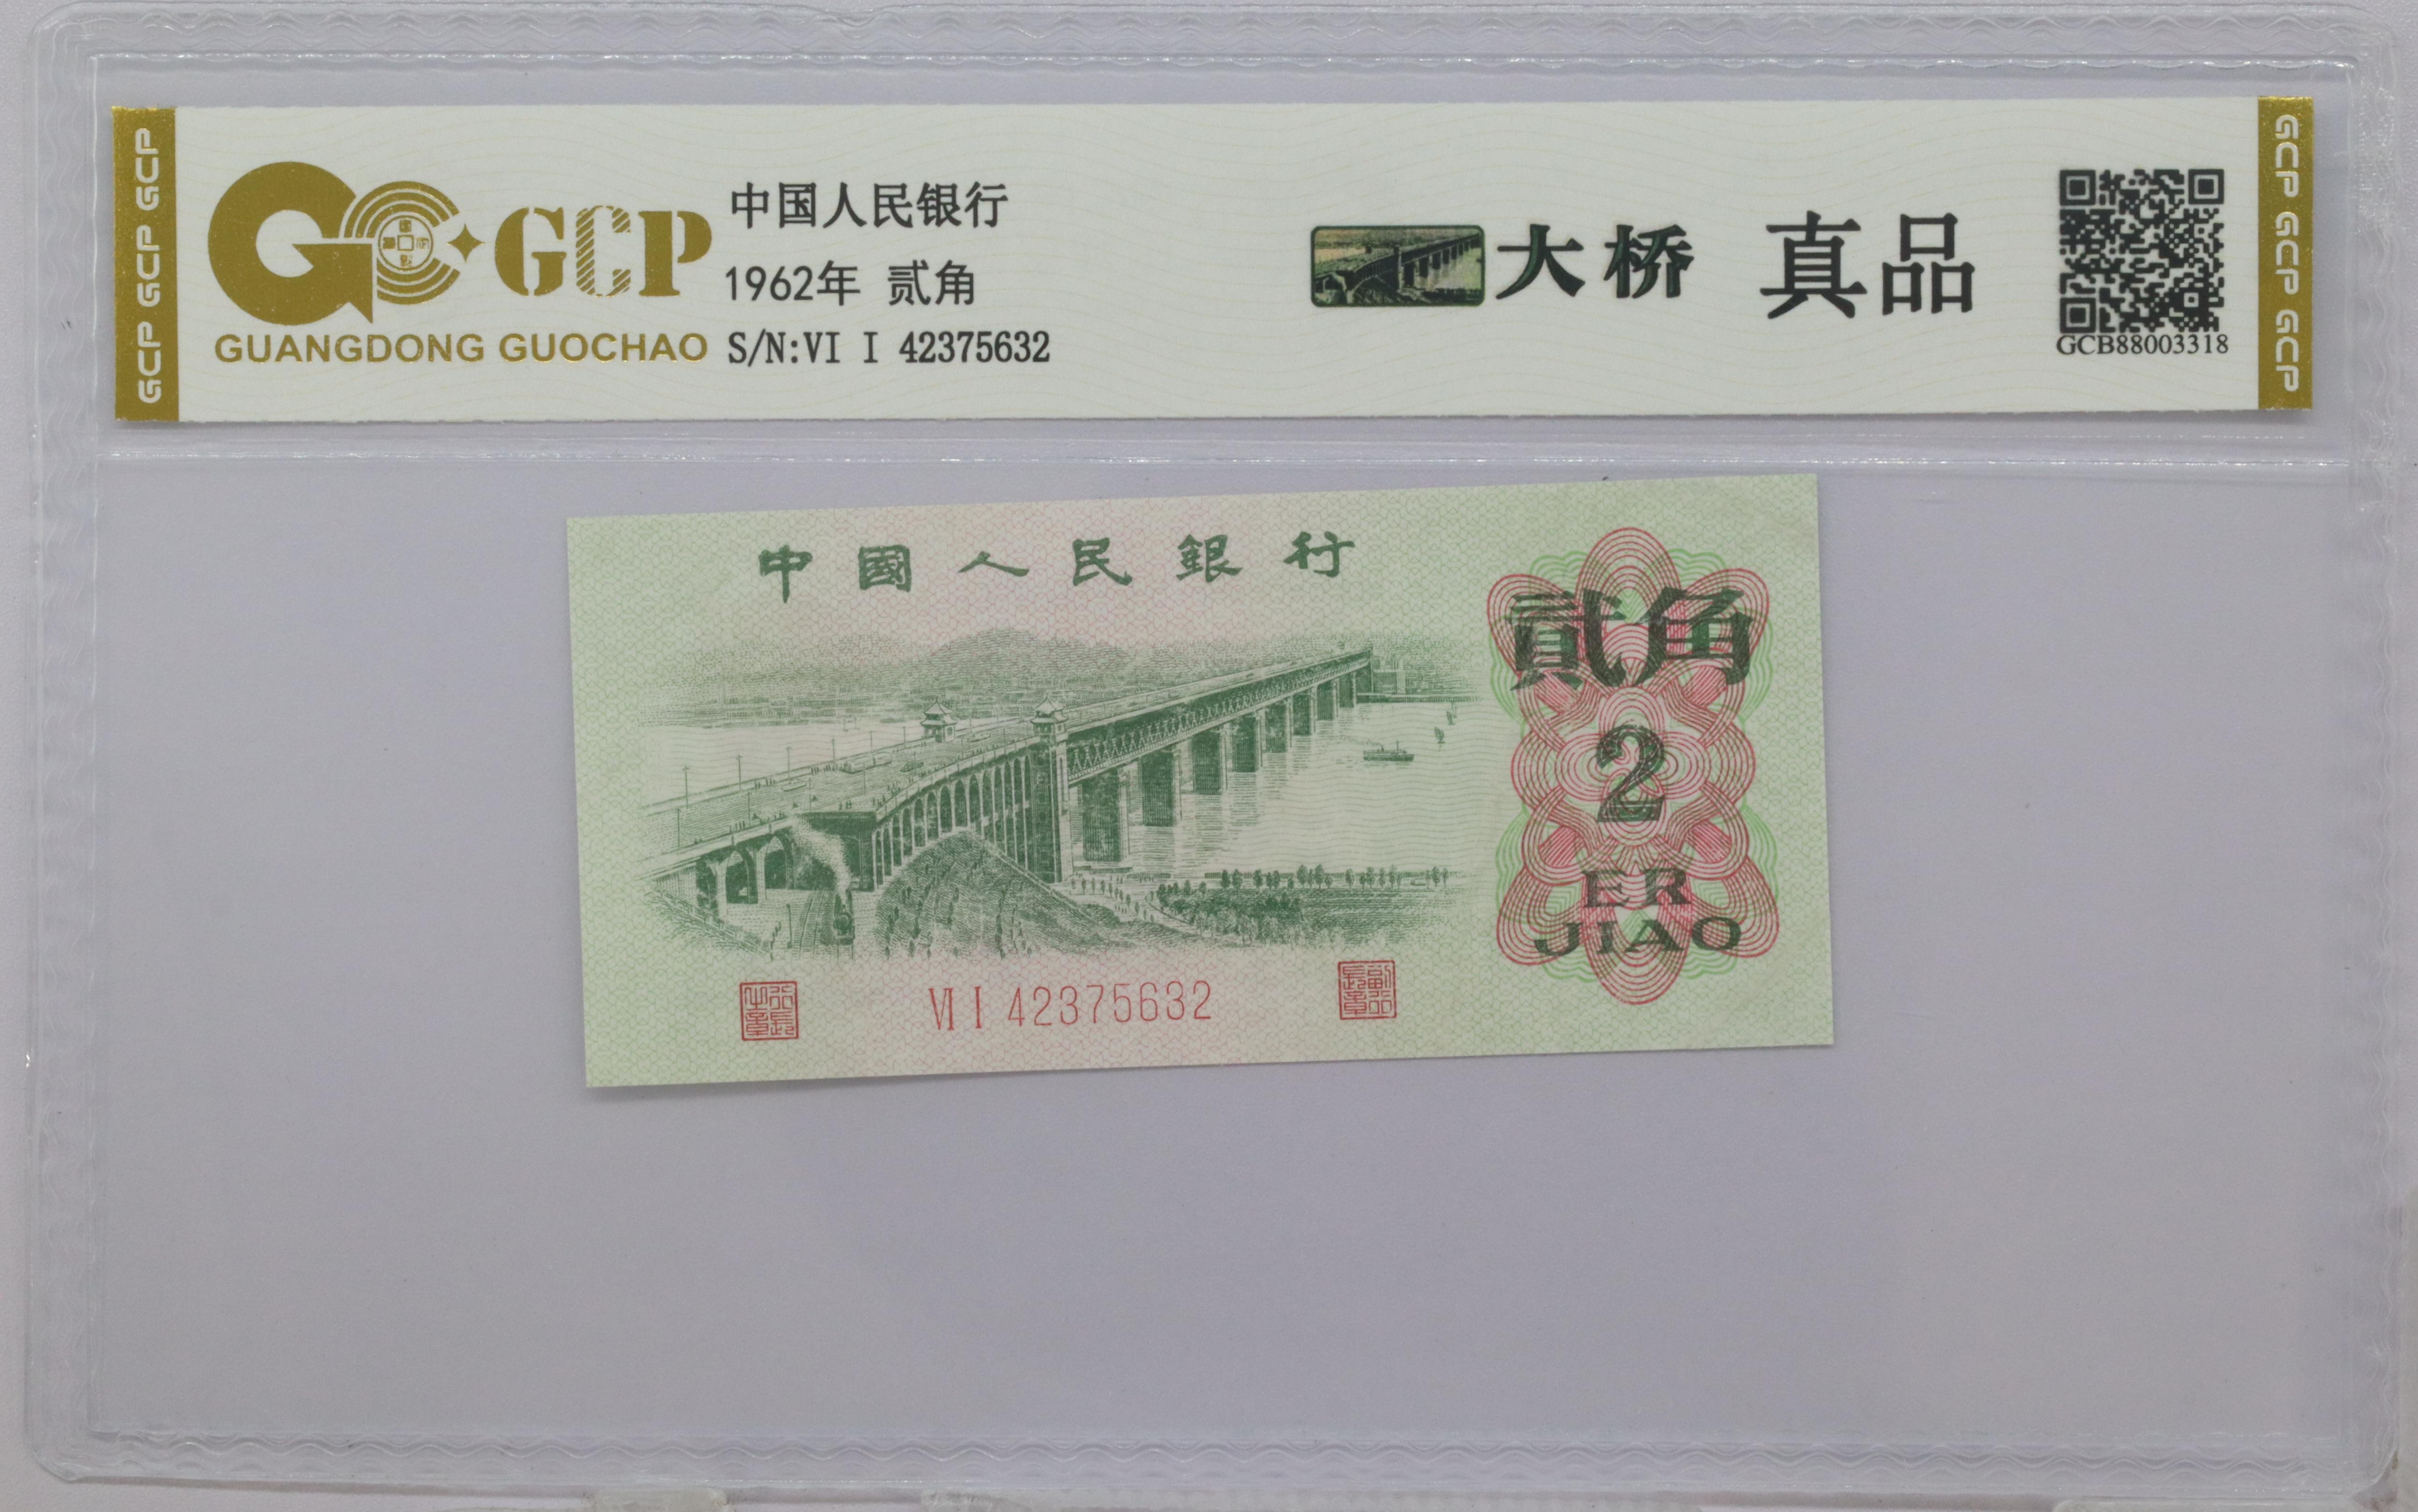 GCP GCP GCP
GCP
GUANGDONG GUOCHAO
中国人民银行
1962年 贰角
S/N:VI I 42375632
大桥 真品
GCB88003318
GCP GCP GCP
中國人民銀行
貳角
2
ER
JIAO
VI I 42375632